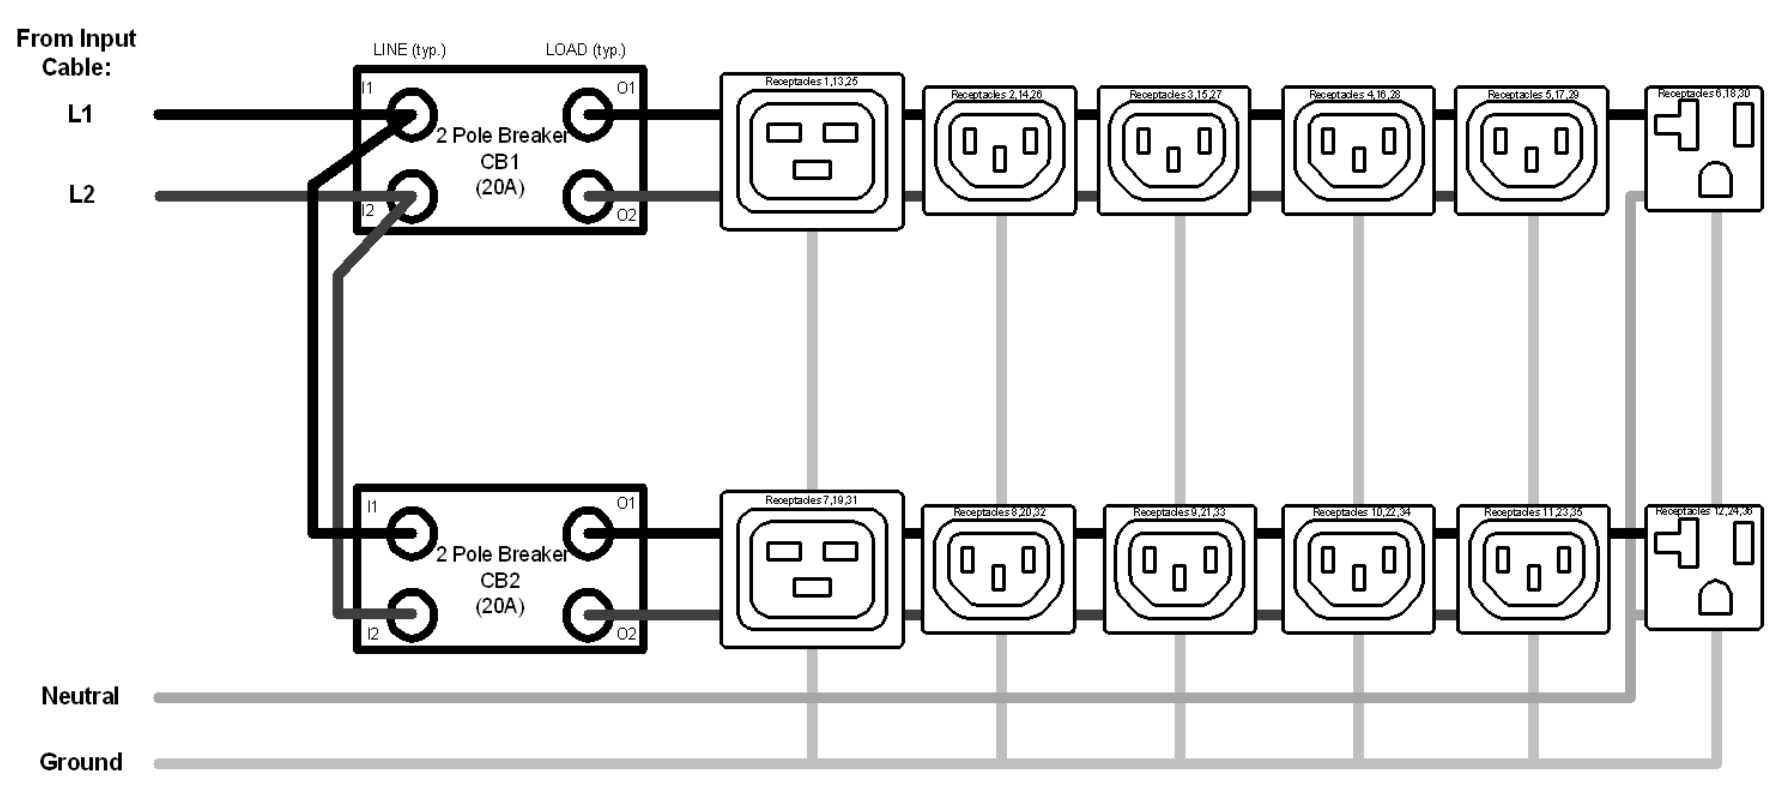 From Input
Cable:
LINE (typ.)
LOAD (typ.)
L1
L2
I1
O1
2 Pole Breaker
CB1
(20A)
I2
O2
Receptacles 1,13,25
Receptacles 2,14,26
Receptacles 3,15,27
Receptacles 4,16,28
Receptacles 5,17,29
Receptacles 6,18,30
I1
O1
2 Pole Breaker
CB2
(20A)
I2
O2
Receptacles 7,19,31
Receptacles 8,20,32
Receptacles 9,21,33
Receptacles 10,22,34
Receptacles 11,23,35
Receptacles 12,24,36
Neutral
Ground